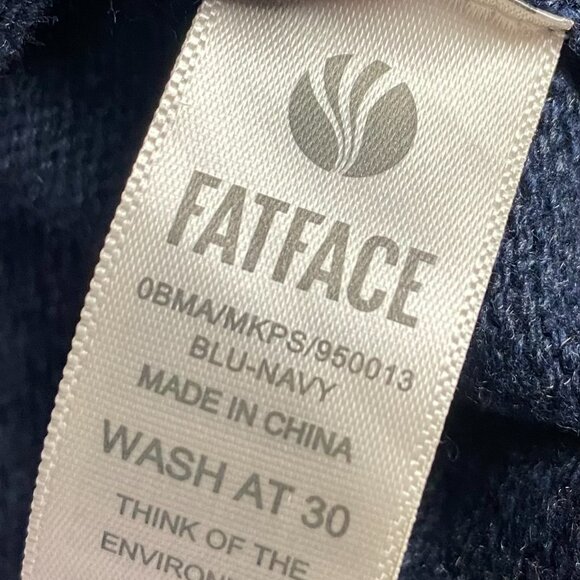 FATFACE
0BMA/MKPS/950013
BLU-NAVY
MADE IN CHINA
WASH AT 30
THINK OF THE